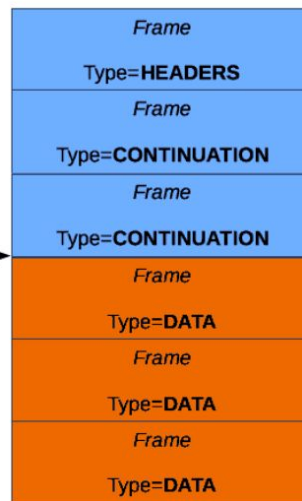 Frame
Type=HEADERS
Frame
Type=CONTINUATION
Frame
Type=CONTINUATION
Frame
Type=DATA
Frame
Type=DATA
Frame
Type=DATA